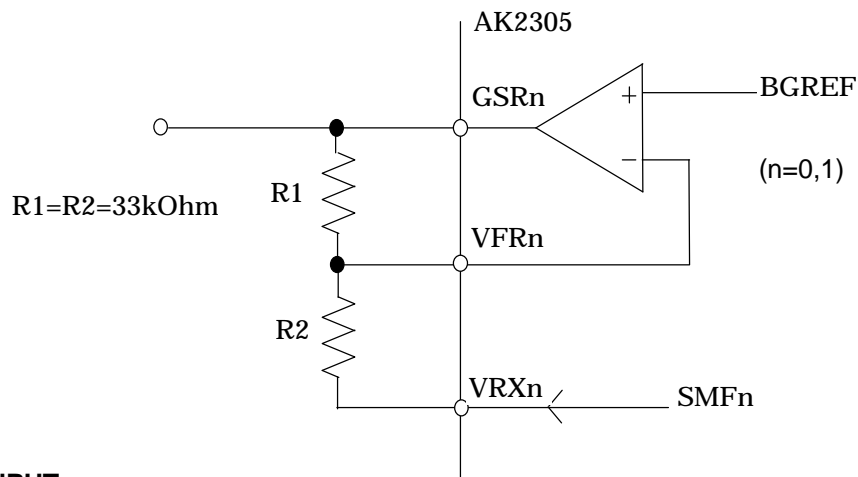 AK2305
GSRn
+
BGREF
−
(n=0,1)
R1
R1=R2=33kOhm
VFRn
R2
VRXn
SMFn